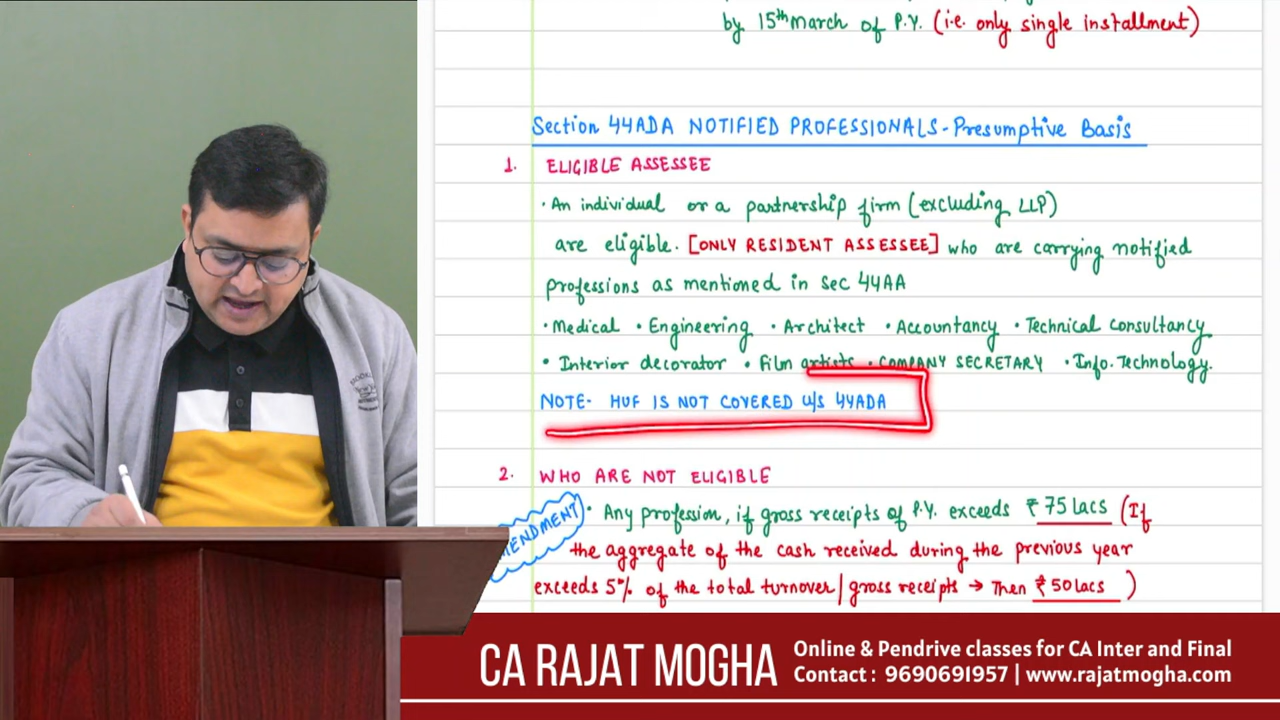 by 15th March of P.Y. (i.e. only single installment)
Section 44ADA NOTIFIED PROFESSIONALS - Presumptive Basis
1. ELIGIBLE ASSESSEE
• An individual or a partnership firm (excluding LLP)
are eligible. [ONLY RESIDENT ASSESSEE] who are carrying notified
professions as mentioned in Sec 44AA
• Medical • Engineering • Architect • Accountancy • Technical consultancy
• Interior decorator • Film artists • COMPANY SECRETARY • Info. Technology.
NOTE- HUF IS NOT COVERED u/s 44ADA
2. WHO ARE NOT ELIGIBLE
• Any profession, if gross receipts of P.Y. exceeds ₹75 lacs (If
the aggregate of the cash received during the previous year
exceeds 5% of the total turnover/gross receipts → Then ₹50 lacs)
CA RAJAT MOGHA
Online & Pendrive classes for CA Inter and Final
Contact : 9690691957 | www.rajatmogha.com